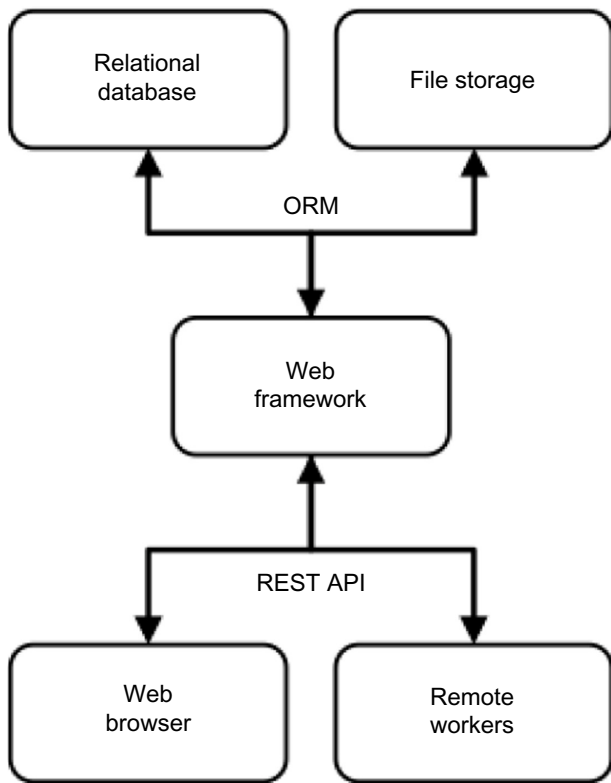 Relational
database
File storage
ORM
Web
framework
REST API
Web
browser
Remote
workers